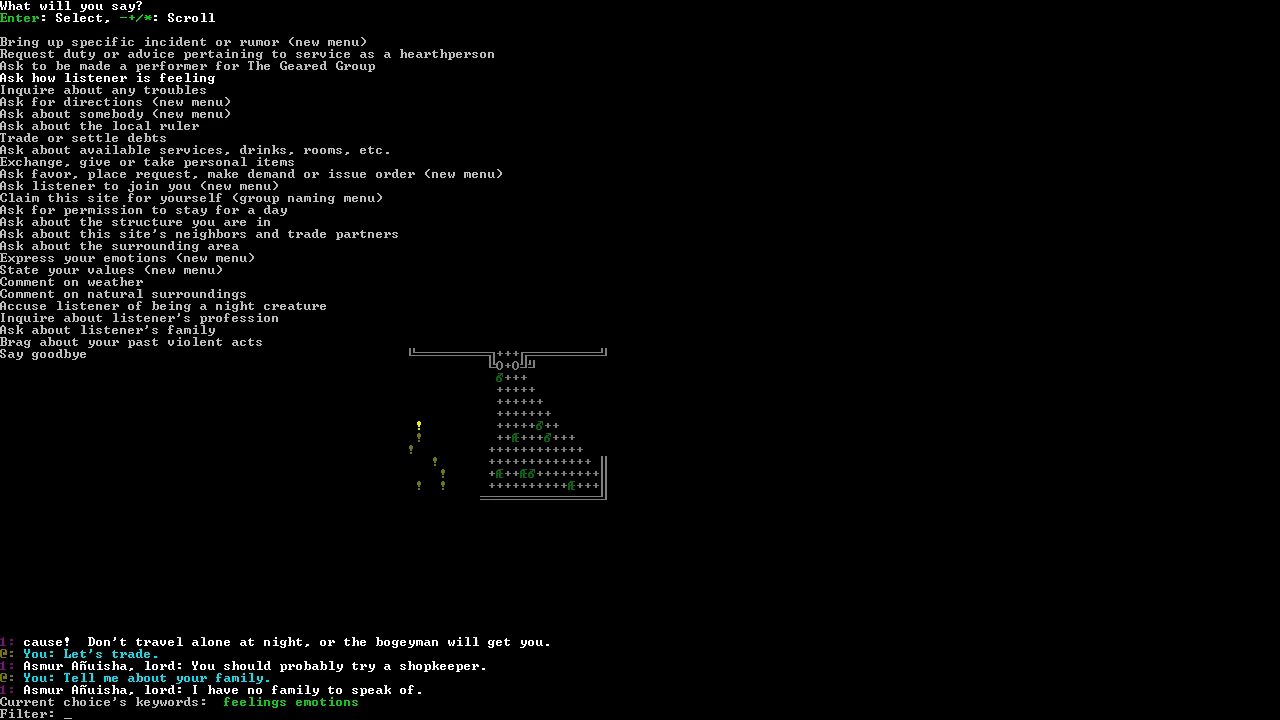 What will you say?
Enter: Select, -+/*: Scroll
Bring up specific incident or rumor (new menu)
Request duty or advice pertaining to service as a hearthperson
Ask to be made a performer for The Geared Group
Ask how listener is feeling
Inquire about any troubles
Ask for directions (new menu)
Ask about somebody (new menu)
Ask about the local ruler
Trade or settle debts
Ask about available services, drinks, rooms, etc.
Exchange, give or take personal items
Ask favor, place request, make demand or issue order (new menu)
Ask listener to join you (new menu)
Claim this site for yourself (group naming menu)
Ask for permission to stay for a day
Ask about the structure you are in
Ask about this site's neighbors and trade partners
Ask about the surrounding area
Express your emotions (new menu)
State your values (new menu)
Comment on weather
Comment on natural surroundings
Accuse listener of being a night creature
Inquire about listener's profession
Ask about listener's family
Brag about your past violent acts
Say goodbye
1: cause!  Don't travel alone at night, or the bogeyman will get you.
@: You: Let's trade.
1: Asmur Añuisha, lord: You should probably try a shopkeeper.
@: You: Tell me about your family.
1: Asmur Añuisha, lord: I have no family to speak of.
Current choice's keywords:  feelings emotions
Filter: _